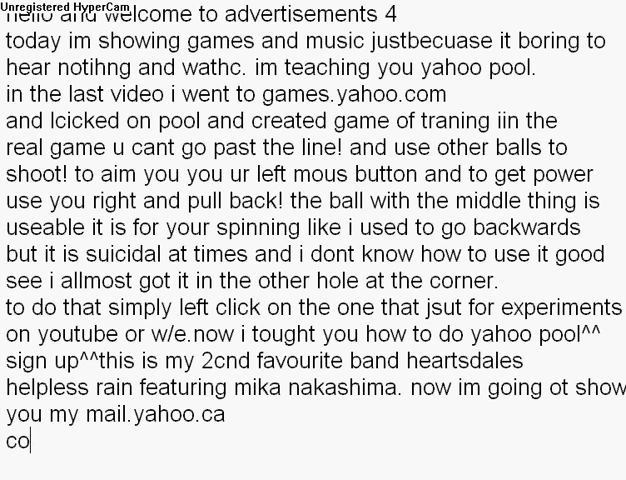 Unregistered HyperCam
hello and welcome to advertisements 4
today im showing games and music justbecuase it boring to
hear notihng and wathc. im teaching you yahoo pool.
in the last video i went to games.yahoo.com
and lcicked on pool and created game of traning iin the
real game u cant go past the line! and use other balls to
shoot! to aim you you ur left mous button and to get power
use you right and pull back! the ball with the middle thing is
useable it is for your spinning like i used to go backwards
but it is suicidal at times and i dont know how to use it good
see i allmost got it in the other hole at the corner.
to do that simply left click on the one that jsut for experiments
on youtube or w/e.now i tought you how to do yahoo pool^^
sign up^^this is my 2cnd favourite band heartsdales
helpless rain featuring mika nakashima. now im going ot show
you my mail.yahoo.ca
co